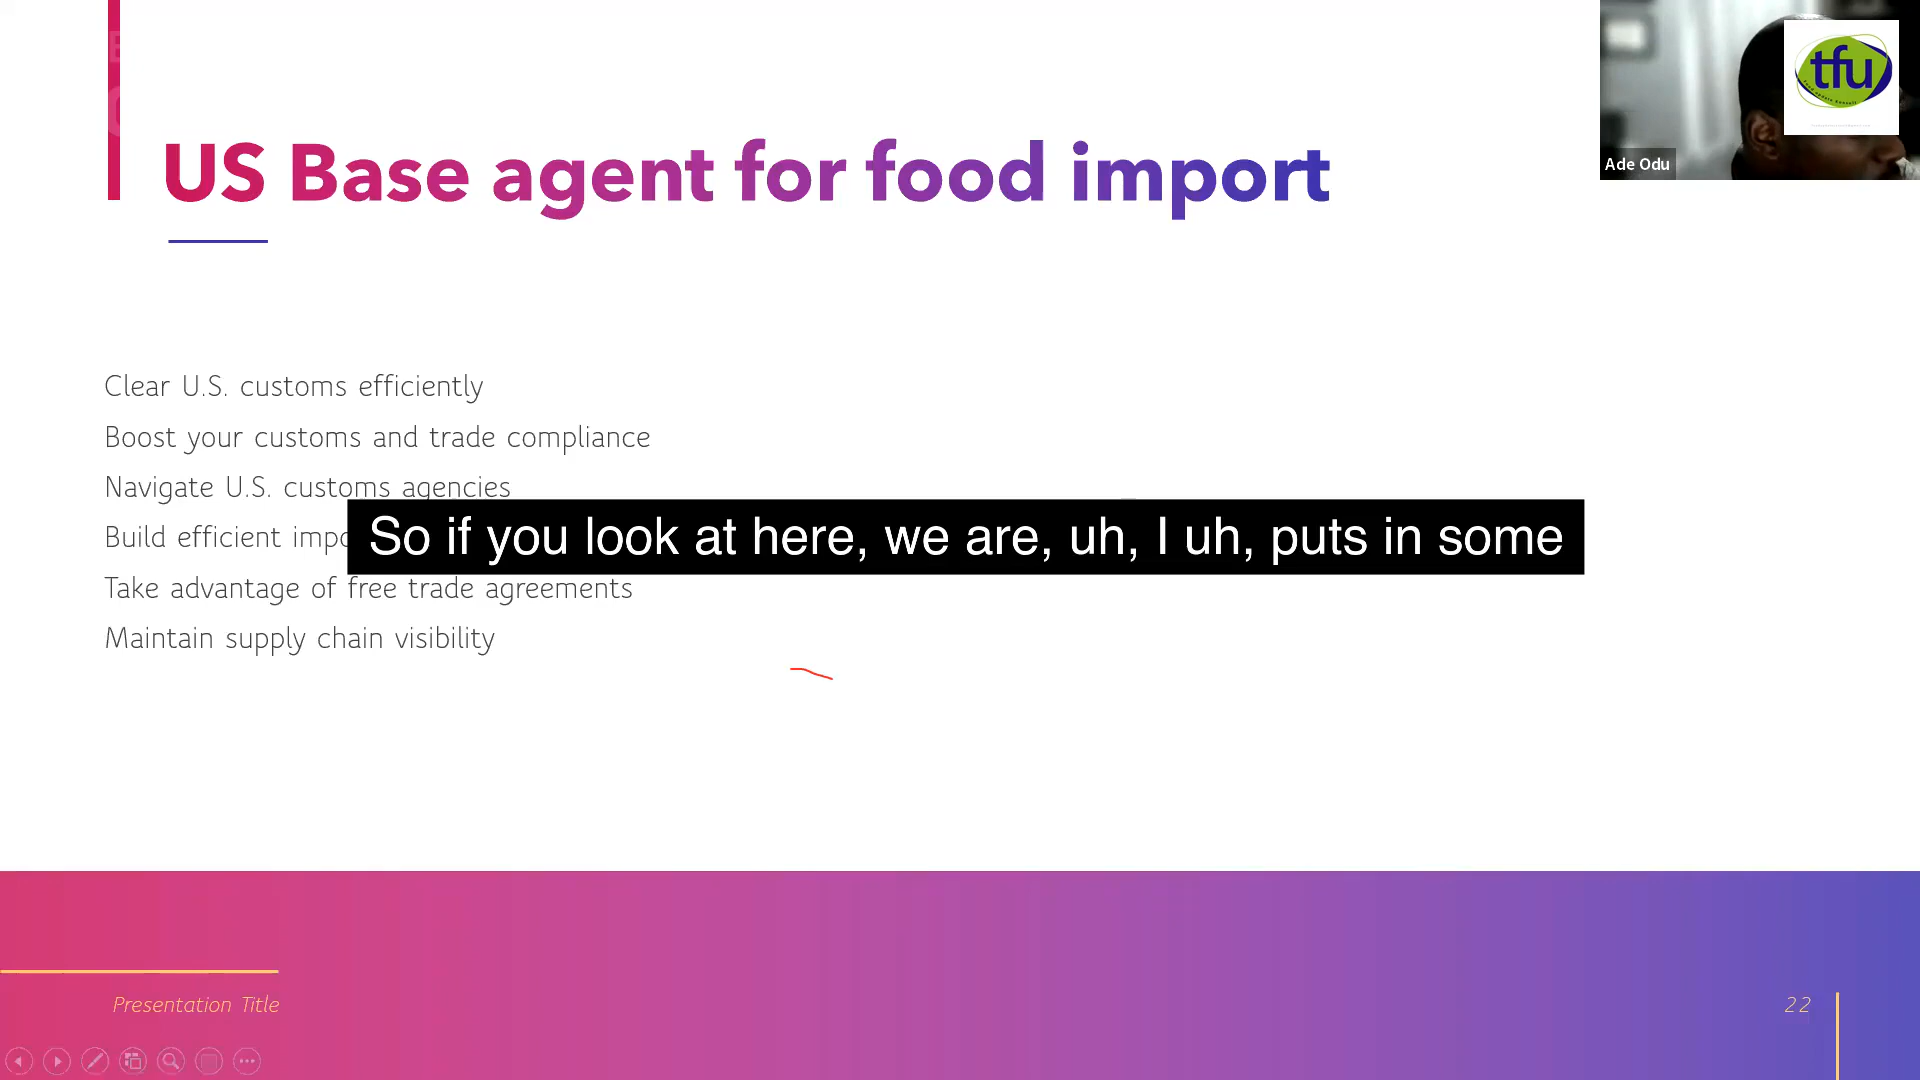 US Base agent for food import
tfu
Ade Odu
Clear U.S. customs efficiently
Boost your customs and trade compliance
Navigate U.S. customs agencies
Build efficient impo
So if you look at here, we are, uh, I uh, puts in some
Take advantage of free trade agreements
Maintain supply chain visibility
Presentation Title
22